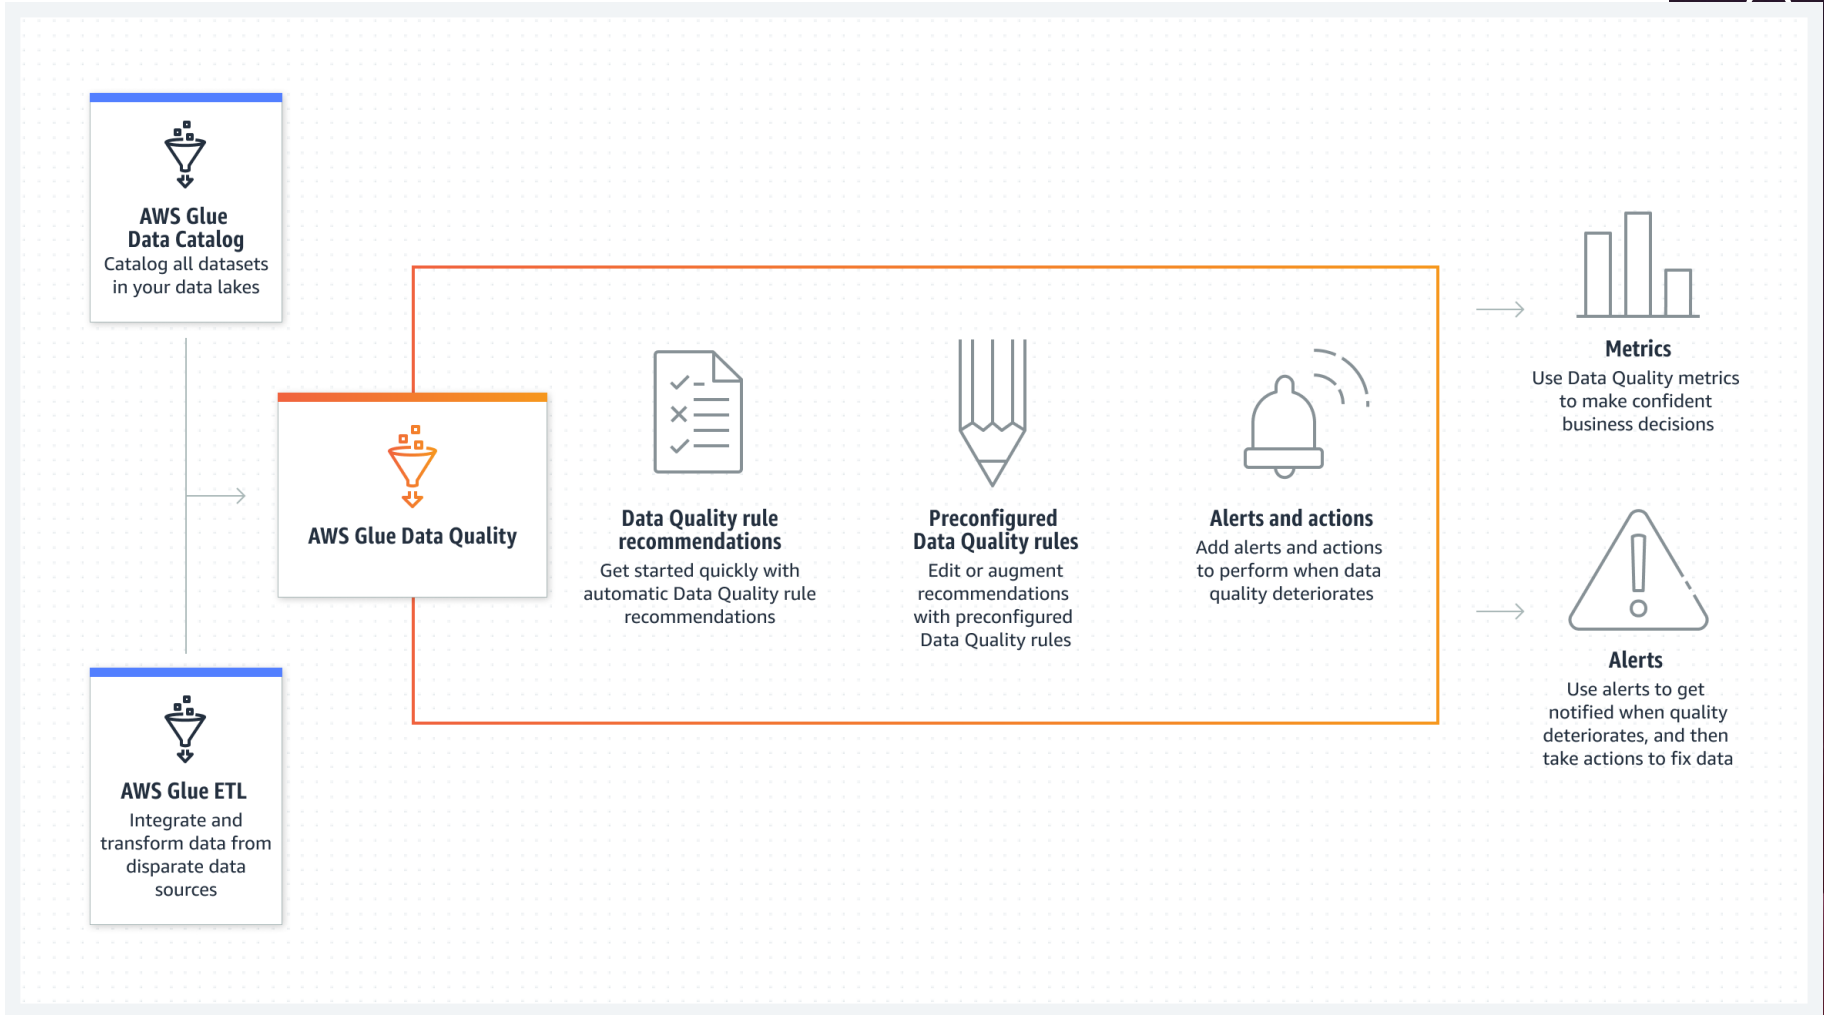 AWS Glue
Data Catalog
Catalog all datasets
in your data lakes
AWS Glue ETL
Integrate and
transform data from
disparate data
sources
AWS Glue Data Quality
Data Quality rule
recommendations
Get started quickly with
automatic Data Quality rule
recommendations
Preconfigured
Data Quality rules
Edit or augment
recommendations
with preconfigured
Data Quality rules
Alerts and actions
Add alerts and actions
to perform when data
quality deteriorates
Metrics
Use Data Quality metrics
to make confident
business decisions
Alerts
Use alerts to get
notified when quality
deteriorates, and then
take actions to fix data